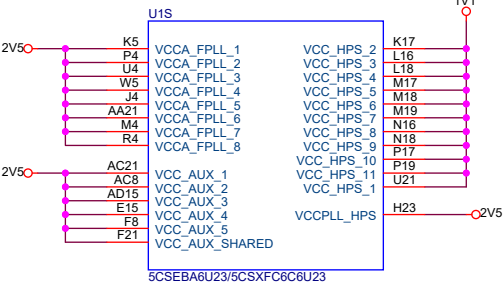 1V1
U1S
2V5
K5 VCCA_FPLL_1
P4 VCCA_FPLL_2
U4 VCCA_FPLL_3
W5 VCCA_FPLL_4
J4 VCCA_FPLL_5
AA21 VCCA_FPLL_6
M4 VCCA_FPLL_7
R4 VCCA_FPLL_8
2V5
AC21 VCC_AUX_1
AC8 VCC_AUX_2
AD15 VCC_AUX_3
E15 VCC_AUX_4
F8 VCC_AUX_5
F21 VCC_AUX_SHARED
VCC_HPS_2 K17
VCC_HPS_3 L16
VCC_HPS_4 L18
VCC_HPS_5 M17
VCC_HPS_6 M18
VCC_HPS_7 M19
VCC_HPS_8 N16
VCC_HPS_9 N18
VCC_HPS_10 P17
VCC_HPS_11 P19
VCC_HPS_1 U21
VCCPLL_HPS H23 2V5
5CSEBA6U23/5CSXFC6C6U23